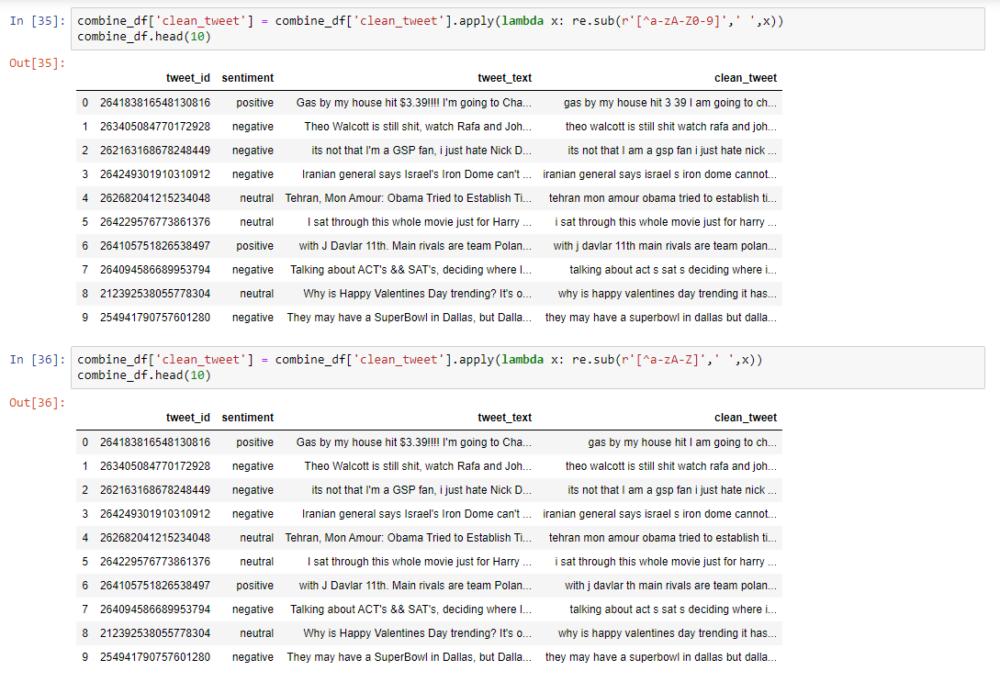 In [35]: combine_df['clean_tweet'] = combine_df['clean_tweet'].apply(lambda x: re.sub(r'[^a-zA-Z0-9]',' ',x))
combine_df.head(10)
Out[35]:
tweet_id sentiment tweet_text clean_tweet
0 264183816548130816 positive Gas by my house hit $3.39!!!! I'm going to Cha... gas by my house hit 3 39 I am going to ch...
1 263405084770172928 negative Theo Walcott is still shit, watch Rafa and Joh... theo walcott is still shit watch rafa and joh...
2 262163168678248449 negative its not that I'm a GSP fan, i just hate Nick D... its not that I am a gsp fan i just hate nick ...
3 264249301910310912 negative Iranian general says Israel's Iron Dome can't ... iranian general says israel s iron dome cannot...
4 262682041215234048 neutral Tehran, Mon Amour: Obama Tried to Establish Ti... tehran mon amour obama tried to establish ti...
5 264229576773861376 neutral I sat through this whole movie just for Harry ... i sat through this whole movie just for harry ...
6 264105751826538497 positive with J Davlar 11th. Main rivals are team Polan... with j davlar 11th main rivals are team polan...
7 264094586689953794 negative Talking about ACT's && SAT's, deciding where I... talking about act s sat s deciding where i...
8 212392538055778304 neutral Why is Happy Valentines Day trending? It's o... why is happy valentines day trending it has...
9 254941790757601280 negative They may have a SuperBowl in Dallas, but Dalla... they may have a superbowl in dallas but dalla...
In [36]: combine_df['clean_tweet'] = combine_df['clean_tweet'].apply(lambda x: re.sub(r'[^a-zA-Z]',' ',x))
combine_df.head(10)
Out[36]:
tweet_id sentiment tweet_text clean_tweet
0 264183816548130816 positive Gas by my house hit $3.39!!!! I'm going to Cha... gas by my house hit I am going to ch...
1 263405084770172928 negative Theo Walcott is still shit, watch Rafa and Joh... theo walcott is still shit watch rafa and joh...
2 262163168678248449 negative its not that I'm a GSP fan, i just hate Nick D... its not that I am a gsp fan i just hate nick ...
3 264249301910310912 negative Iranian general says Israel's Iron Dome can't ... iranian general says israel s iron dome cannot...
4 262682041215234048 neutral Tehran, Mon Amour: Obama Tried to Establish Ti... tehran mon amour obama tried to establish ti...
5 264229576773861376 neutral I sat through this whole movie just for Harry ... i sat through this whole movie just for harry ...
6 264105751826538497 positive with J Davlar 11th. Main rivals are team Polan... with j davlar th main rivals are team polan...
7 264094586689953794 negative Talking about ACT's && SAT's, deciding where I... talking about act s sat s deciding where i...
8 212392538055778304 neutral Why is Happy Valentines Day trending? It's o... why is happy valentines day trending it has...
9 254941790757601280 negative They may have a SuperBowl in Dallas, but Dalla... they may have a superbowl in dallas but dalla...